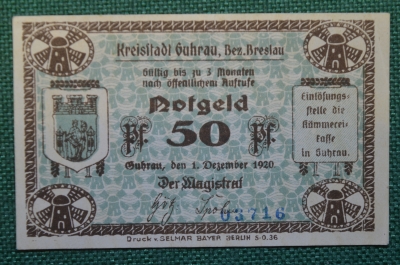 Kreisstadt Guhrau, Bez. Breslau
Gültig bis zu 3 Monaten
nach öffentlichem Aufrufe
Notgeld
Pf. 50 Pf.
Guhrau, den 1. Dezember 1920.
Der Magistrat
Einlösungs-
stelle die
Kämmerei-
kasse
in Guhrau.
03716
Druck v. SELMAR BAYER BERLIN S.O.36